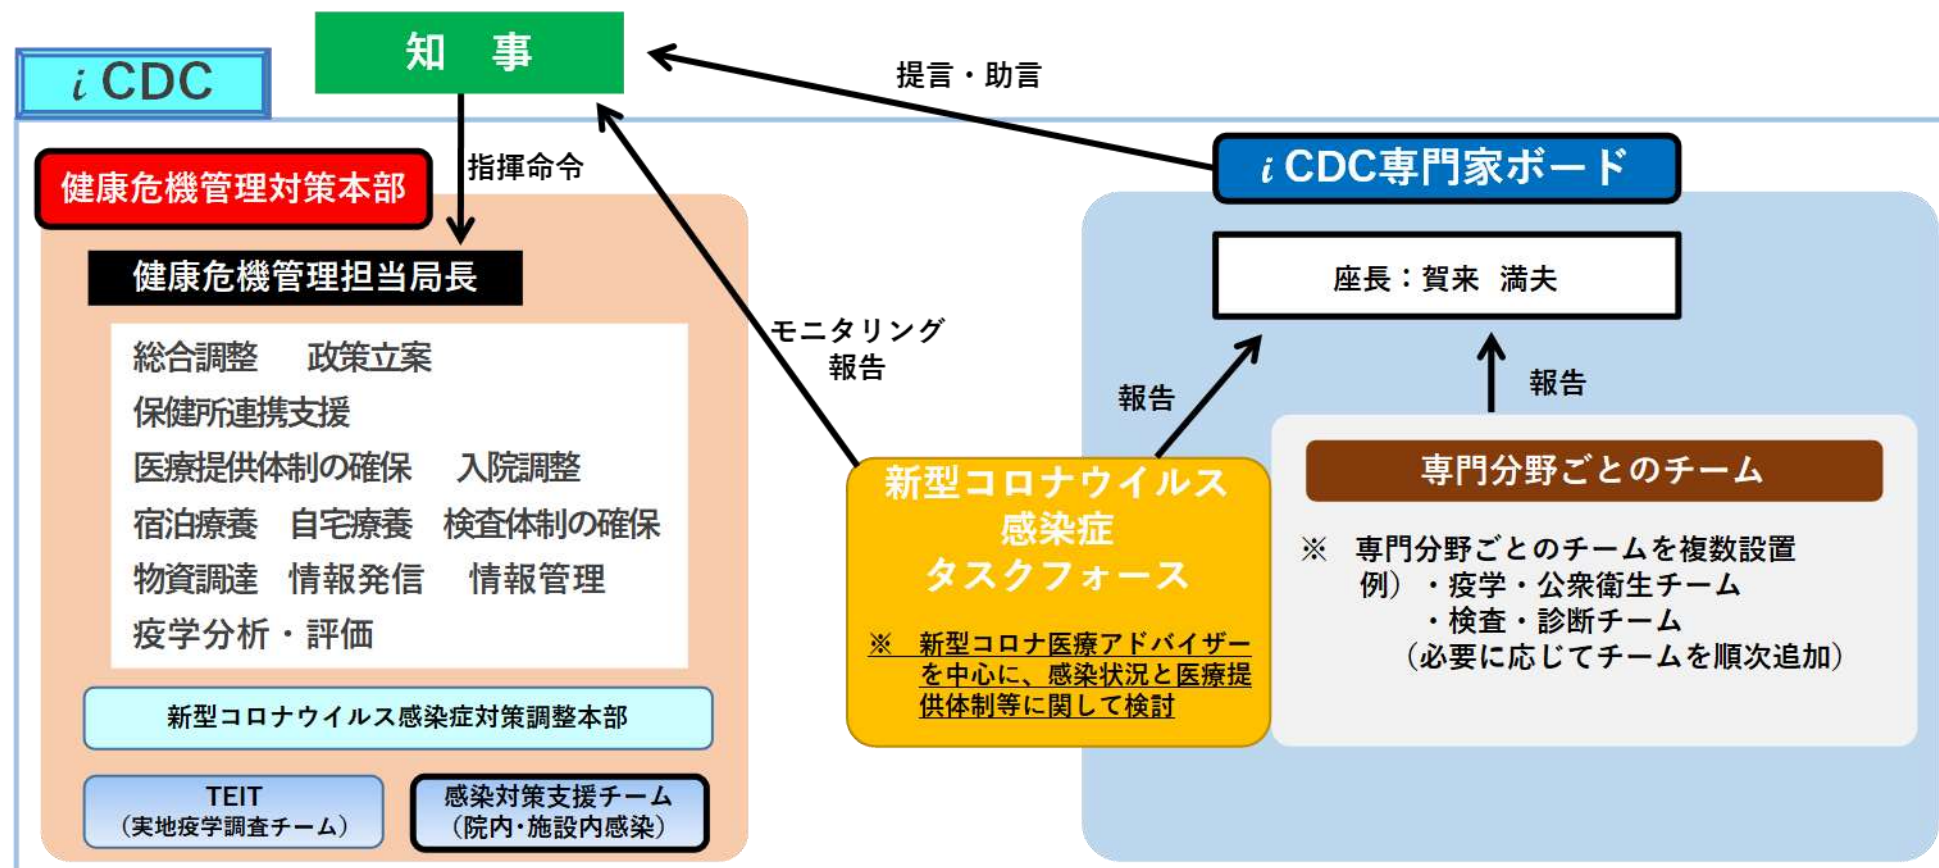 知 事
i CDC
提言・助言
指揮命令
健康危機管理対策本部
健康危機管理担当局長
総合調整 政策立案
保健所連携支援
医療提供体制の確保 入院調整
宿泊療養 自宅療養 検査体制の確保
物資調達 情報発信 情報管理
疫学分析・評価
新型コロナウイルス感染症対策調整本部
TEIT
（実地疫学調査チーム）
感染対策支援チーム
（院内・施設内感染）
モニタリング
報告
新型コロナウイルス
感染症
タスクフォース
※ 新型コロナ医療アドバイザー
を中心に、感染状況と医療提
供体制等に関して検討
i CDC専門家ボード
座長：賀来 満夫
報告
報告
専門分野ごとのチーム
※ 専門分野ごとのチームを複数設置
例）・疫学・公衆衛生チーム
・検査・診断チーム
（必要に応じてチームを順次追加）